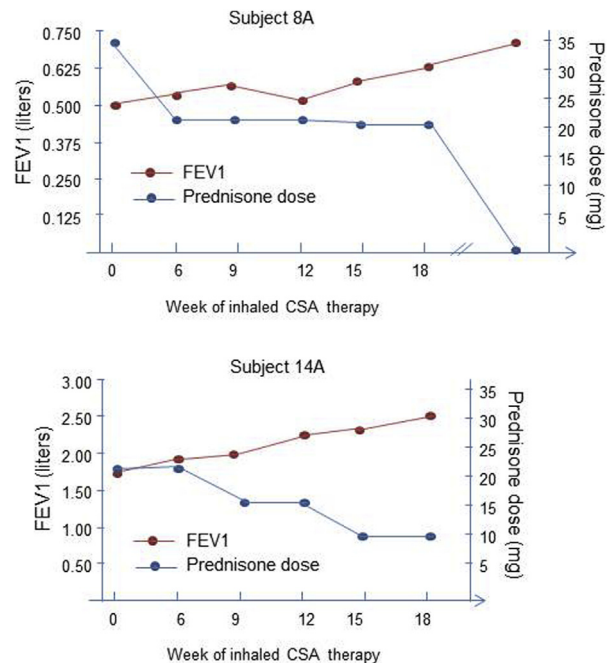 Subject 8A
FEV1 (liters)
0.750
0.625
0.500
0.375
0.250
0.125
FEV1
Prednisone dose
35
30
25
20
15
10
5
Prednisone dose (mg)
0 6 9 12 15 18
Week of inhaled CSA therapy
Subject 14A
FEV1 (liters)
3.00
2.50
2.00
1.50
1.00
0.50
FEV1
Prednisone dose
35
30
25
20
15
10
5
Prednisone dose (mg)
0 6 9 12 15 18
Week of inhaled CSA therapy